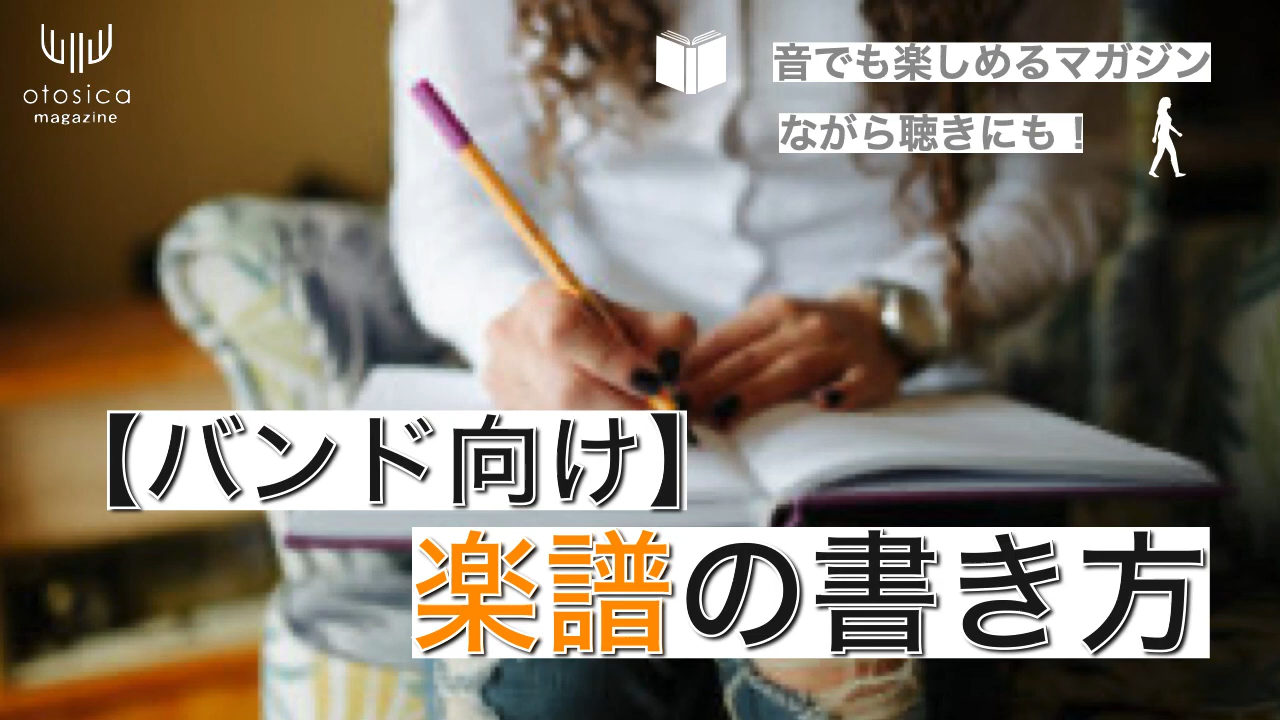 otosica
magazine
音でも楽しめるマガジン
ながら聴きにも！
【バンド向け】
楽譜の書き方